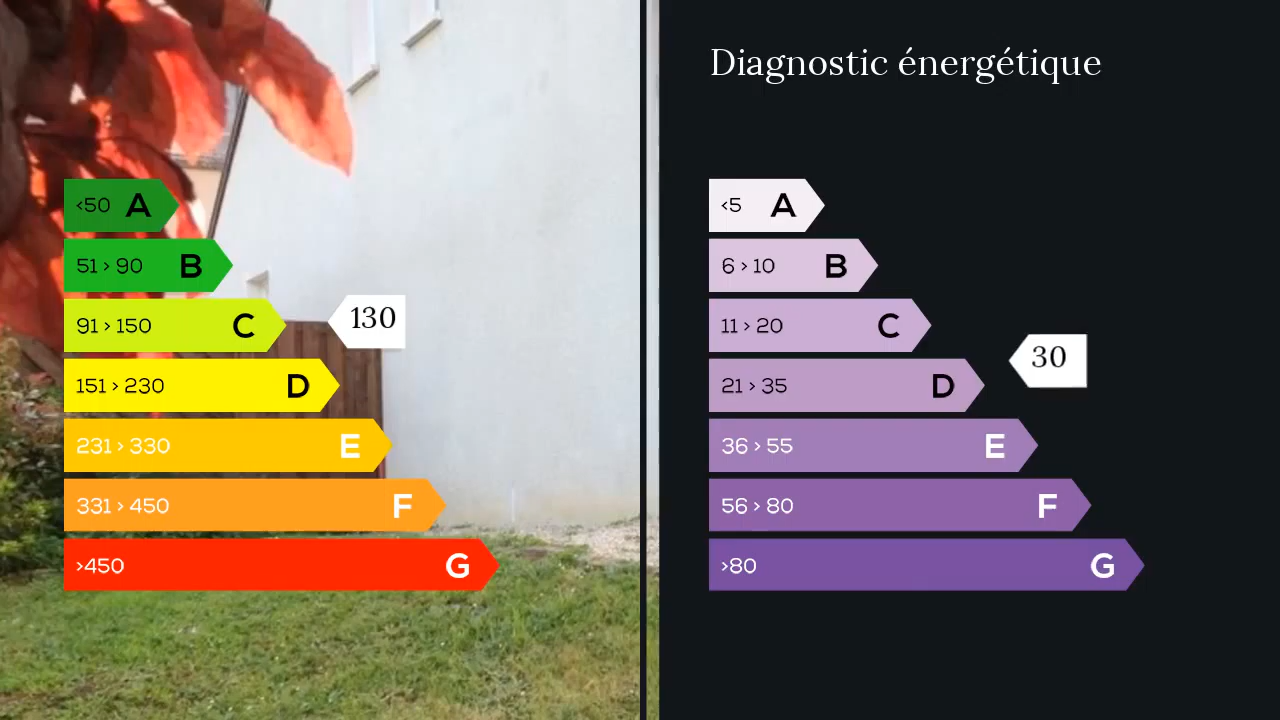 Diagnostic énergétique
<50 A
51 > 90 B
91 > 150 C
130
151 > 230 D
231 > 330 E
331 > 450 F
>450 G
<5 A
6 > 10 B
11 > 20 C
30
21 > 35 D
36 > 55 E
56 > 80 F
>80 G